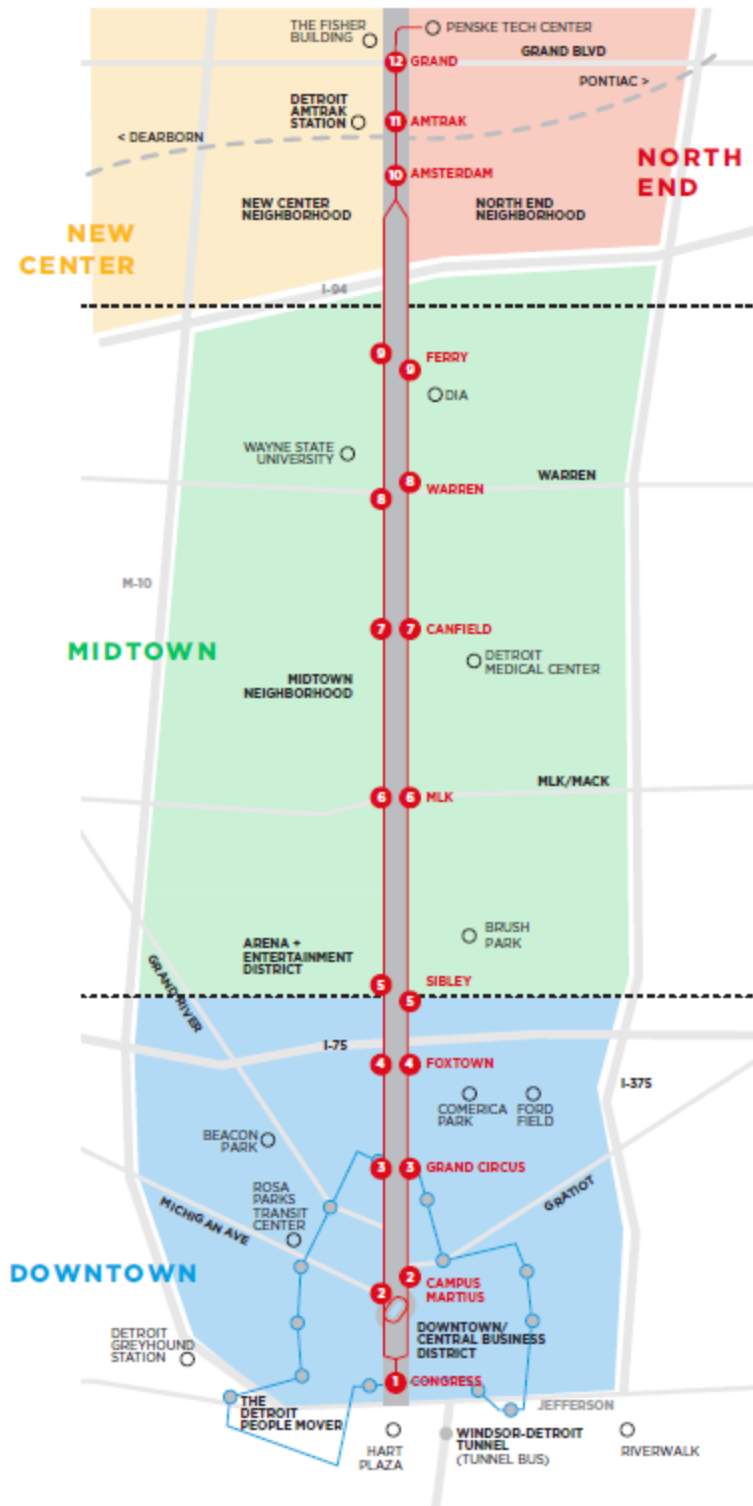 THE FISHER
BUILDING
PENSKE TECH CENTER
12 GRAND
GRAND BLVD
PONTIAC >
DETROIT
AMTRAK
STATION
11 AMTRAK
< DEARBORN
NORTH
END
10 AMSTERDAM
NEW CENTER
NEIGHBORHOOD
NORTH END
NEIGHBORHOOD
NEW
CENTER
I-94
9
9
FERRY
DIA
WAYNE STATE
UNIVERSITY
8
8
WARREN
WARREN
M-10
7
7
CANFIELD
MIDTOWN
DETROIT
MEDICAL CENTER
MIDTOWN
NEIGHBORHOOD
MLK/MACK
6
6
MLK
BRUSH
PARK
ARENA +
ENTERTAINMENT
DISTRICT
GRAND RIVER
5
5
SIBLEY
I-75
4
4
FOXTOWN
I-375
COMERICA
PARK
FORD
FIELD
BEACON
PARK
3
3
GRAND CIRCUS
ROSA
PARKS
TRANSIT
CENTER
MICHIGAN AVE
GRATIOT
DOWNTOWN
2
2
CAMPUS
MARTIUS
DOWNTOWN/
CENTRAL BUSINESS
DISTRICT
DETROIT
GREYHOUND
STATION
1 CONGRESS
THE
DETROIT
PEOPLE MOVER
JEFFERSON
HART
PLAZA
WINDSOR-DETROIT
TUNNEL
(TUNNEL BUS)
RIVERWALK